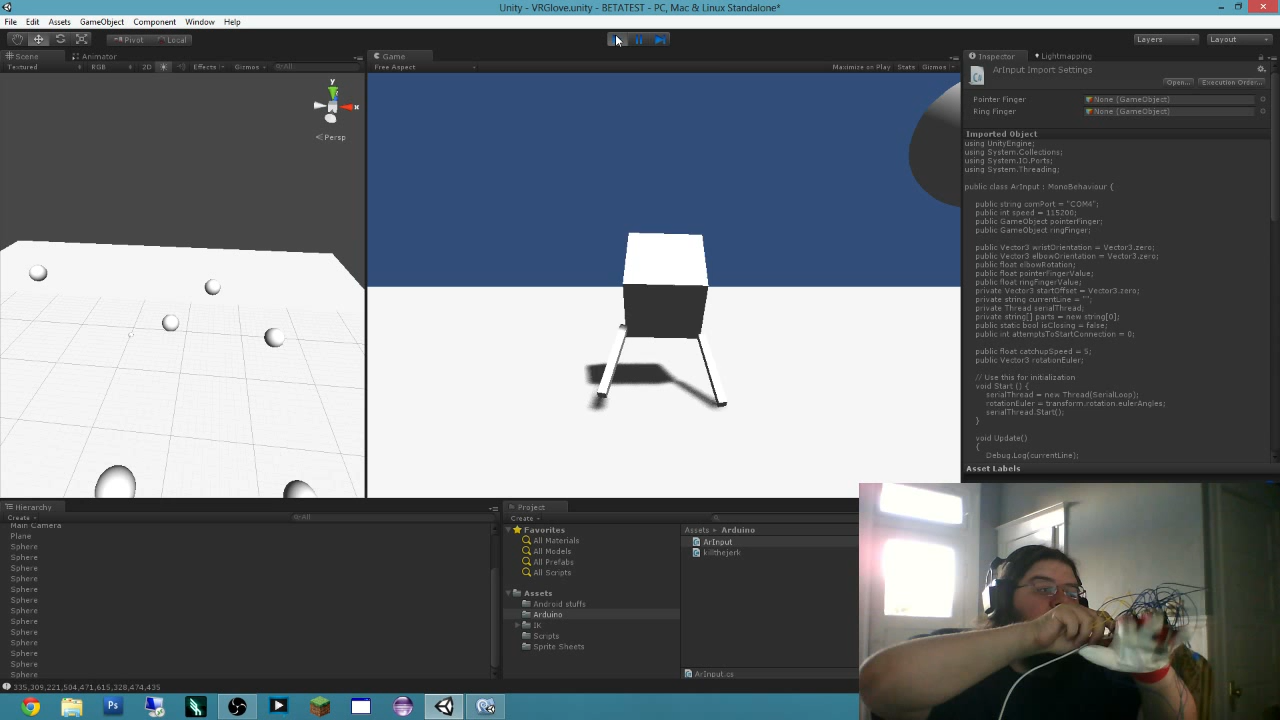 Unity - VRGlove.unity - BETATEST - PC, Mac & Linux Standalone*
File Edit Assets GameObject Component Window Help
Pivot Local Layers Layout
Scene Animator
Textured RGB 2D Effects Gizmos All
y
x
Persp
Game
Free Aspect Maximize on Play Stats Gizmos
Inspector Lightmapping
ArInput Import Settings
Open... Execution Order...
Pointer Finger None (GameObject)
Ring Finger None (GameObject)
Imported Object
using UnityEngine;
using System.Collections;
using System.IO.Ports;
using System.Threading;
public class ArInput : MonoBehaviour {
public string comPort = "COM4";
public int speed = 115200;
public GameObject pointerFinger;
public GameObject ringFinger;
public Vector3 wristOrientation = Vector3.zero;
public Vector3 elbowOrientation = Vector3.zero;
public float elbowRotation;
public float pointerFingerValue;
public float ringFingerValue;
private Vector3 startOffset = Vector3.zero;
private string currentLine = "";
private Thread serialThread;
private string[] parts = new string[0];
public static bool isClosing = false;
public int attemptsToStartConnection = 0;
public float catchupSpeed = 5;
public Vector3 rotationEuler;
// Use this for initialization
void Start () {
serialThread = new Thread(SerialLoop);
rotationEuler = transform.rotation.eulerAngles;
serialThread.Start();
}
void Update()
{
Debug.Log(currentLine);
Asset Labels
Hierarchy
Create All
Main Camera
Plane
Sphere
Sphere
Sphere
Sphere
Sphere
Sphere
Sphere
Sphere
Sphere
Sphere
Sphere
Sphere
Project
Create
Favorites
All Materials
All Models
All Prefabs
All Scripts
Assets
Android stuffs
Arduino
IK
Scripts
Sprite Sheets
Assets Arduino
ArInput
killthejerk
ArInput.cs
335,309,221,504,471,615,328,474,435
Ps